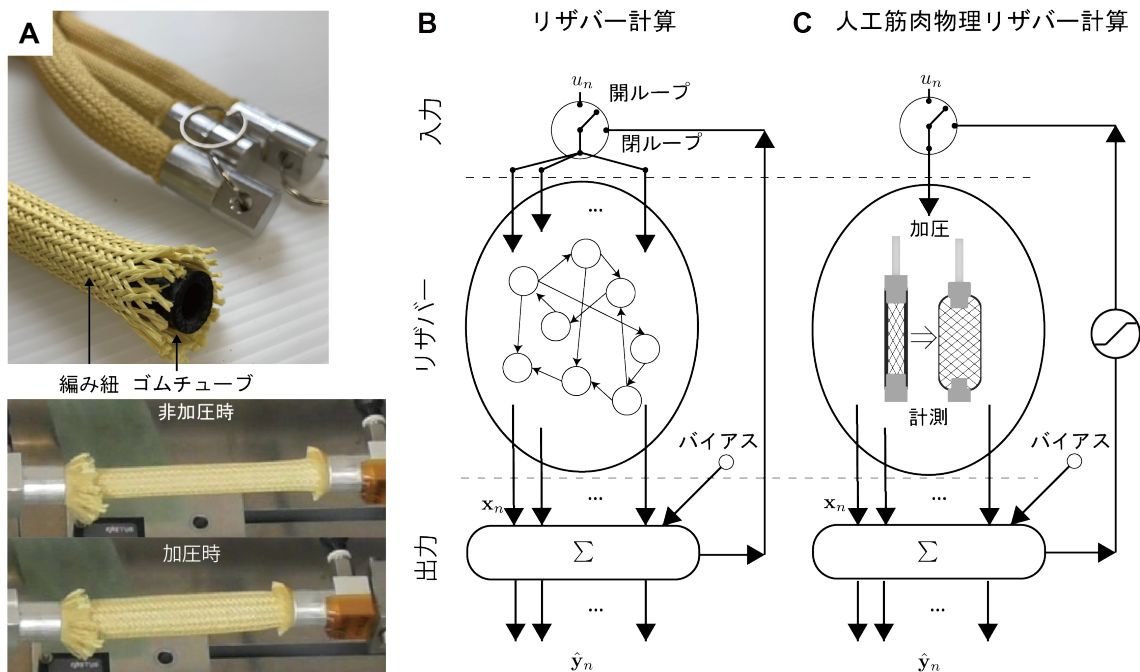 A
編み紐 ゴムチューブ
非加圧時
加圧時
B リザバー計算
入力
u_n
開ループ
閉ループ
...
リザバー
バイアス
...
x_n
出力
Σ
...
ŷ_n
C 人工筋肉物理リザバー計算
u_n
加圧
計測
バイアス
...
x_n
Σ
...
ŷ_n